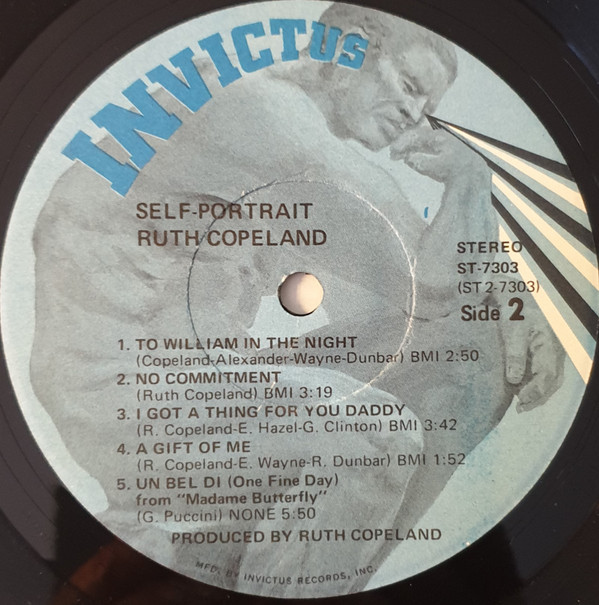 INVICTUS
SELF-PORTRAIT
RUTH COPELAND
STEREO
ST-7303
(ST 2-7303)
Side 2
1. TO WILLIAM IN THE NIGHT
(Copeland-Alexander-Wayne-Dunbar) BMI 2:50
2. NO COMMITMENT
(Ruth Copeland) BMI 3:19
3. I GOT A THING FOR YOU DADDY
(R. Copeland-E. Hazel-G. Clinton) BMI 3:42
4. A GIFT OF ME
(R. Copeland-E. Wayne-R. Dunbar) BMI 1:52
5. UN BEL DI (One Fine Day)
from "Madame Butterfly"
(G. Puccini) NONE 5:50
PRODUCED BY RUTH COPELAND
MFD. BY INVICTUS RECORDS, INC.